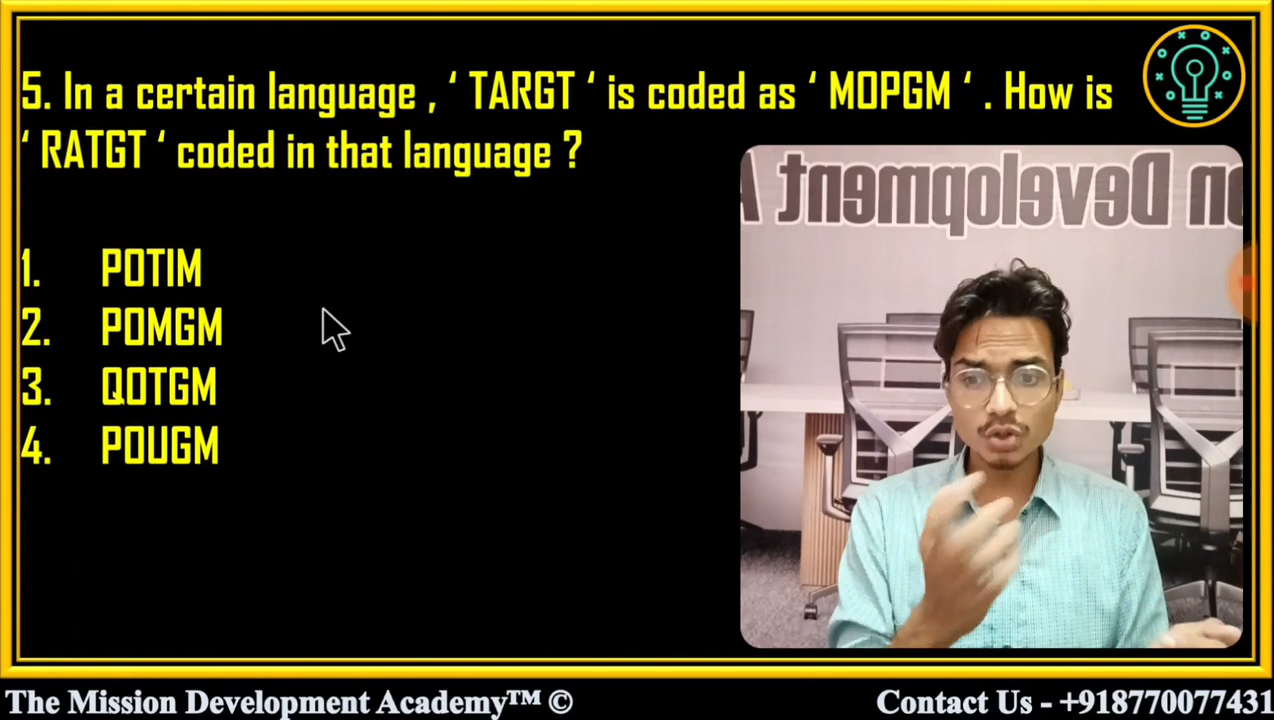 5. In a certain language , ‘ TARGT ‘ is coded as ‘ MOPGM ‘ . How is
‘ RATGT ‘ coded in that language ?
n Development A
1. POTIM
2. POMGM
3. QOTGM
4. POUGM
The Mission Development Academy™ © Contact Us - +918770077431